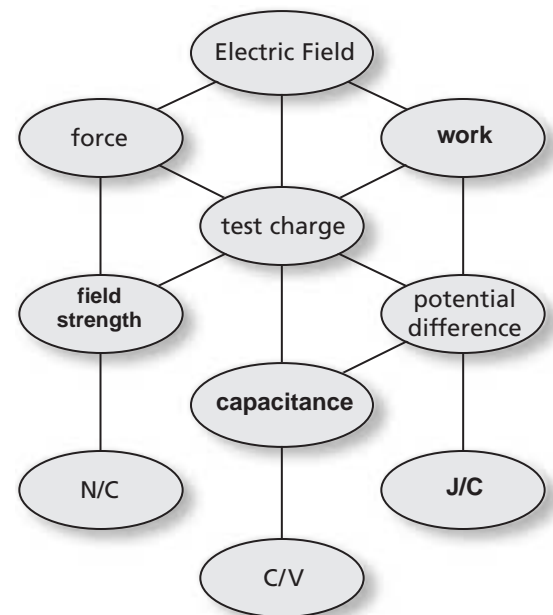 Electric Field
force
work
test charge
field
strength
potential
difference
capacitance
N/C
J/C
C/V